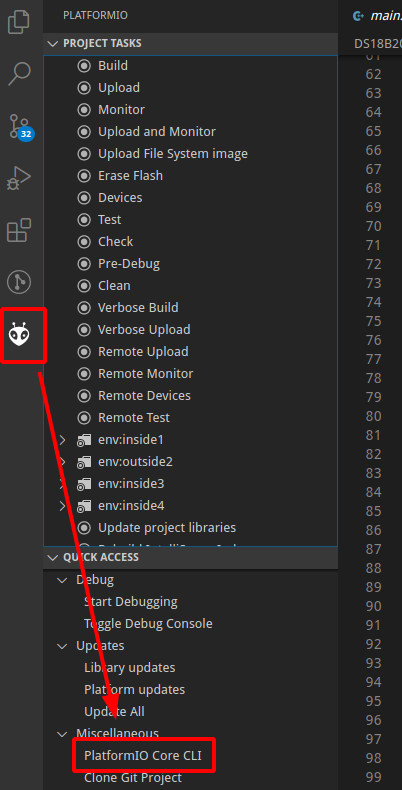 PLATFORMIO
PROJECT TASKS
Build
Upload
Monitor
Upload and Monitor
Upload File System image
Erase Flash
Devices
Test
Check
Pre-Debug
Clean
Verbose Build
Verbose Upload
Remote Upload
Remote Monitor
Remote Devices
Remote Test
env:inside1
env:outside2
env:inside3
env:inside4
Update project libraries
QUICK ACCESS
Debug
Start Debugging
Toggle Debug Console
Updates
Library updates
Platform updates
Update All
Miscellaneous
PlatformIO Core CLI
Clone Git Project
32
main.
DS18B20
61
62
63
64
65
66
67
68
69
70
71
72
73
74
75
76
77
78
79
80
81
82
83
84
85
86
87
88
89
90
91
92
93
94
95
96
97
98
99